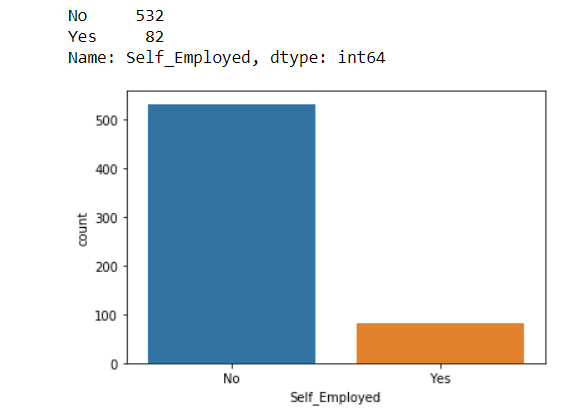 No 532
Yes 82
Name: Self_Employed, dtype: int64
500
400
300
200
100
0
count
No Yes
Self_Employed